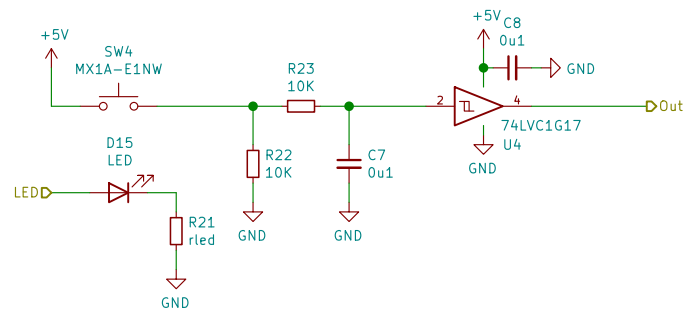 +5V
SW4
MX1A-E1NW
R23
10K
+5V
C8
0u1
GND
2
4
74LVC1G17
U4
GND
Out
D15
LED
R22
10K
C7
0u1
LED
R21
rled
GND
GND
GND